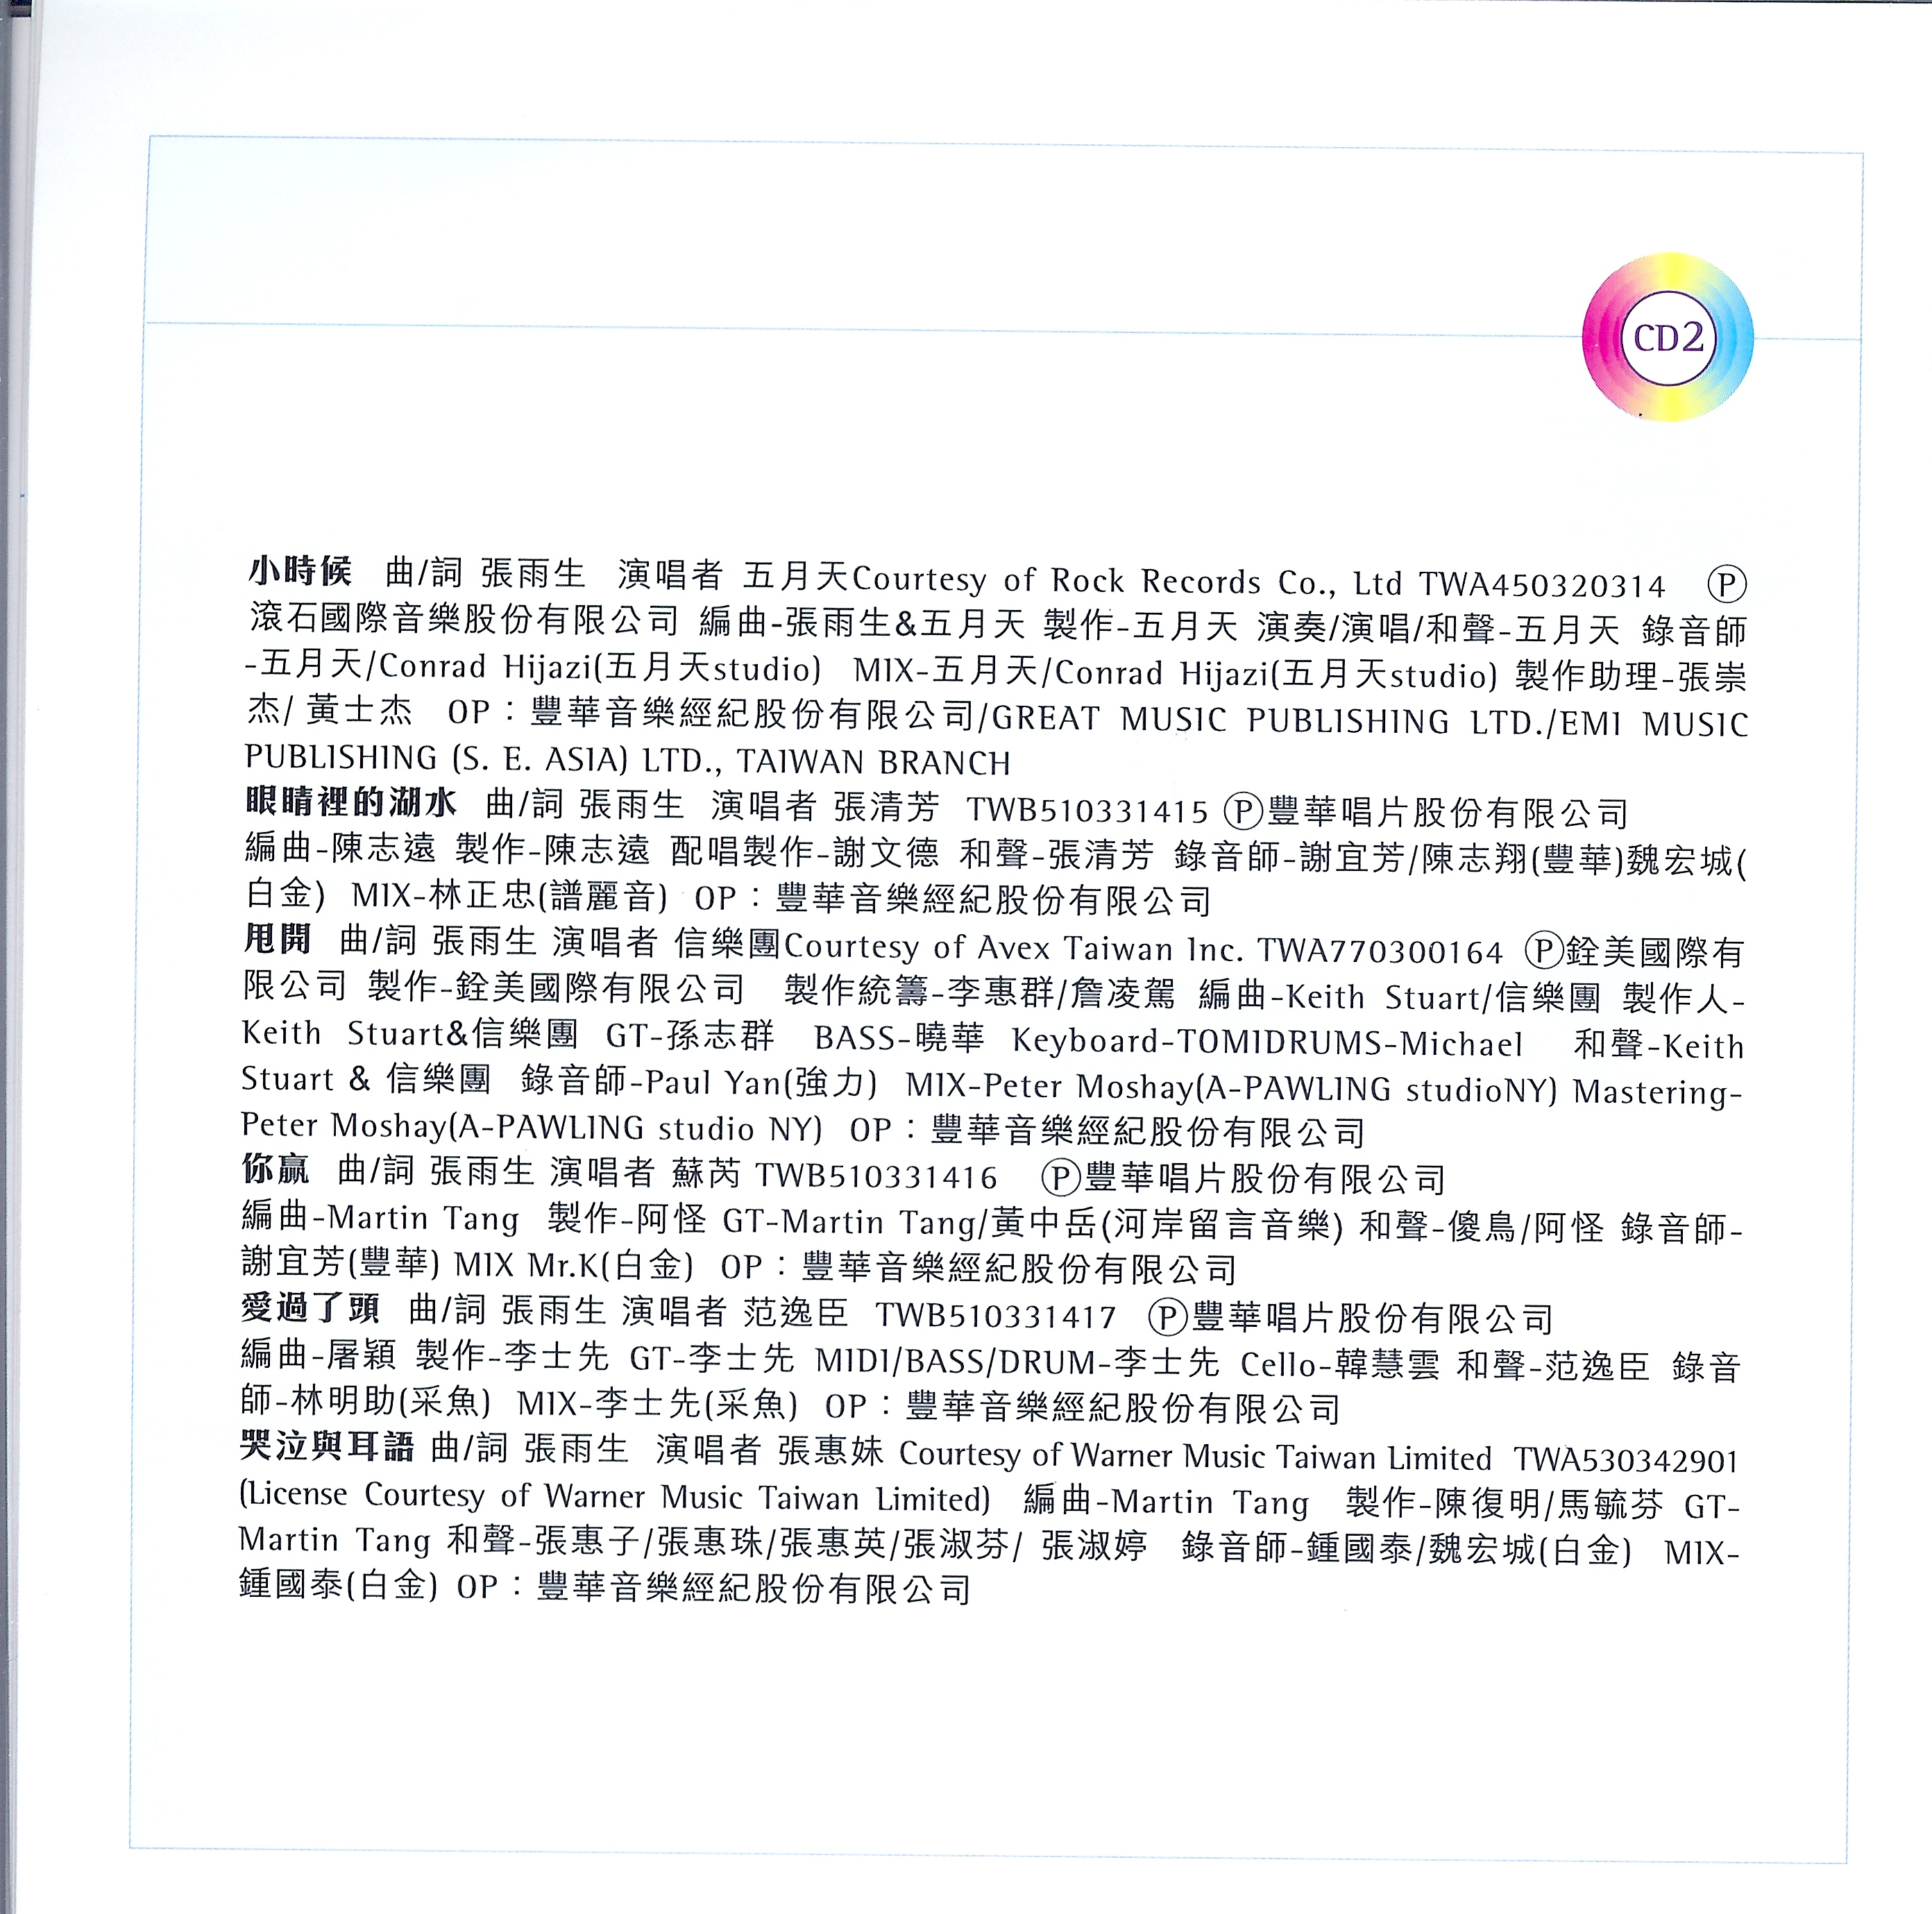 CD2
小時候 曲/詞 張雨生 演唱者 五月天Courtesy of Rock Records Co., Ltd TWA450320314 Ⓟ
滾石國際音樂股份有限公司 編曲-張雨生&五月天 製作-五月天 演奏/演唱/和聲-五月天 錄音師
-五月天/Conrad Hijazi(五月天studio) MIX-五月天/Conrad Hijazi(五月天studio) 製作助理-張崇
杰/ 黃士杰 OP：豐華音樂經紀股份有限公司/GREAT MUSIC PUBLISHING LTD./EMI MUSIC
PUBLISHING (S. E. ASIA) LTD., TAIWAN BRANCH
眼睛裡的湖水 曲/詞 張雨生 演唱者 張清芳 TWB510331415 Ⓟ豐華唱片股份有限公司
編曲-陳志遠 製作-陳志遠 配唱製作-謝文德 和聲-張清芳 錄音師-謝宜芳/陳志翔(豐華)魏宏城(
白金) MIX-林正忠(譜麗音) OP：豐華音樂經紀股份有限公司
甩開 曲/詞 張雨生 演唱者 信樂團Courtesy of Avex Taiwan Inc. TWA770300164 Ⓟ銓美國際有
限公司 製作-銓美國際有限公司 製作統籌-李惠群/詹凌駕 編曲-Keith Stuart/信樂團 製作人-
Keith Stuart&信樂團 GT-孫志群 BASS-曉華 Keyboard-TOMIDRUMS-Michael 和聲-Keith
Stuart & 信樂團 錄音師-Paul Yan(強力) MIX-Peter Moshay(A-PAWLING studioNY) Mastering-
Peter Moshay(A-PAWLING studio NY) OP：豐華音樂經紀股份有限公司
你贏 曲/詞 張雨生 演唱者 蘇芮 TWB510331416 Ⓟ豐華唱片股份有限公司
編曲-Martin Tang 製作-阿怪 GT-Martin Tang/黃中岳(河岸留言音樂) 和聲-傻鳥/阿怪 錄音師-
謝宜芳(豐華) MIX Mr.K(白金) OP：豐華音樂經紀股份有限公司
愛過了頭 曲/詞 張雨生 演唱者 范逸臣 TWB510331417 Ⓟ豐華唱片股份有限公司
編曲-屠穎 製作-李士先 GT-李士先 MIDI/BASS/DRUM-李士先 Cello-韓慧雲 和聲-范逸臣 錄音
師-林明助(采魚) MIX-李士先(采魚) OP：豐華音樂經紀股份有限公司
哭泣與耳語 曲/詞 張雨生 演唱者 張惠妹 Courtesy of Warner Music Taiwan Limited TWA530342901
(License Courtesy of Warner Music Taiwan Limited) 編曲-Martin Tang 製作-陳復明/馬毓芬 GT-
Martin Tang 和聲-張惠子/張惠珠/張惠英/張淑芬/ 張淑婷 錄音師-鍾國泰/魏宏城(白金) MIX-
鍾國泰(白金) OP：豐華音樂經紀股份有限公司